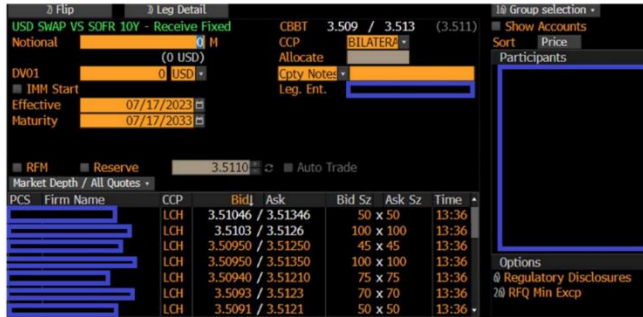 2) Flip 3) Leg Detail
USD SWAP VS SOFR 10Y - Receive Fixed CBBT 3.509 / 3.513 (3.511)
Notional 0 M CCP BILATERA
(0 USD) Allocate
DV01 0 USD Cpty Notes
IMM Start Leg. Ent.
Effective 07/17/2023
Maturity 07/17/2033
RFM Reserve 3.5110 Auto Trade
Market Depth / All Quotes
PCS Firm Name CCP Bid Ask Bid Sz Ask Sz Time
LCH 3.51046 / 3.51346 50 x 50 13:36
LCH 3.5103 / 3.5126 100 x 100 13:36
LCH 3.50950 / 3.51250 45 x 45 13:36
LCH 3.50950 / 3.51350 100 x 100 13:36
LCH 3.50940 / 3.51210 75 x 75 13:36
LCH 3.5093 / 3.5123 70 x 70 13:36
LCH 3.5091 / 3.5121 50 x 50 13:36
Group selection
Show Accounts
Sort Price
Participants
Options
6) Regulatory Disclosures
20) RFQ Min Excp